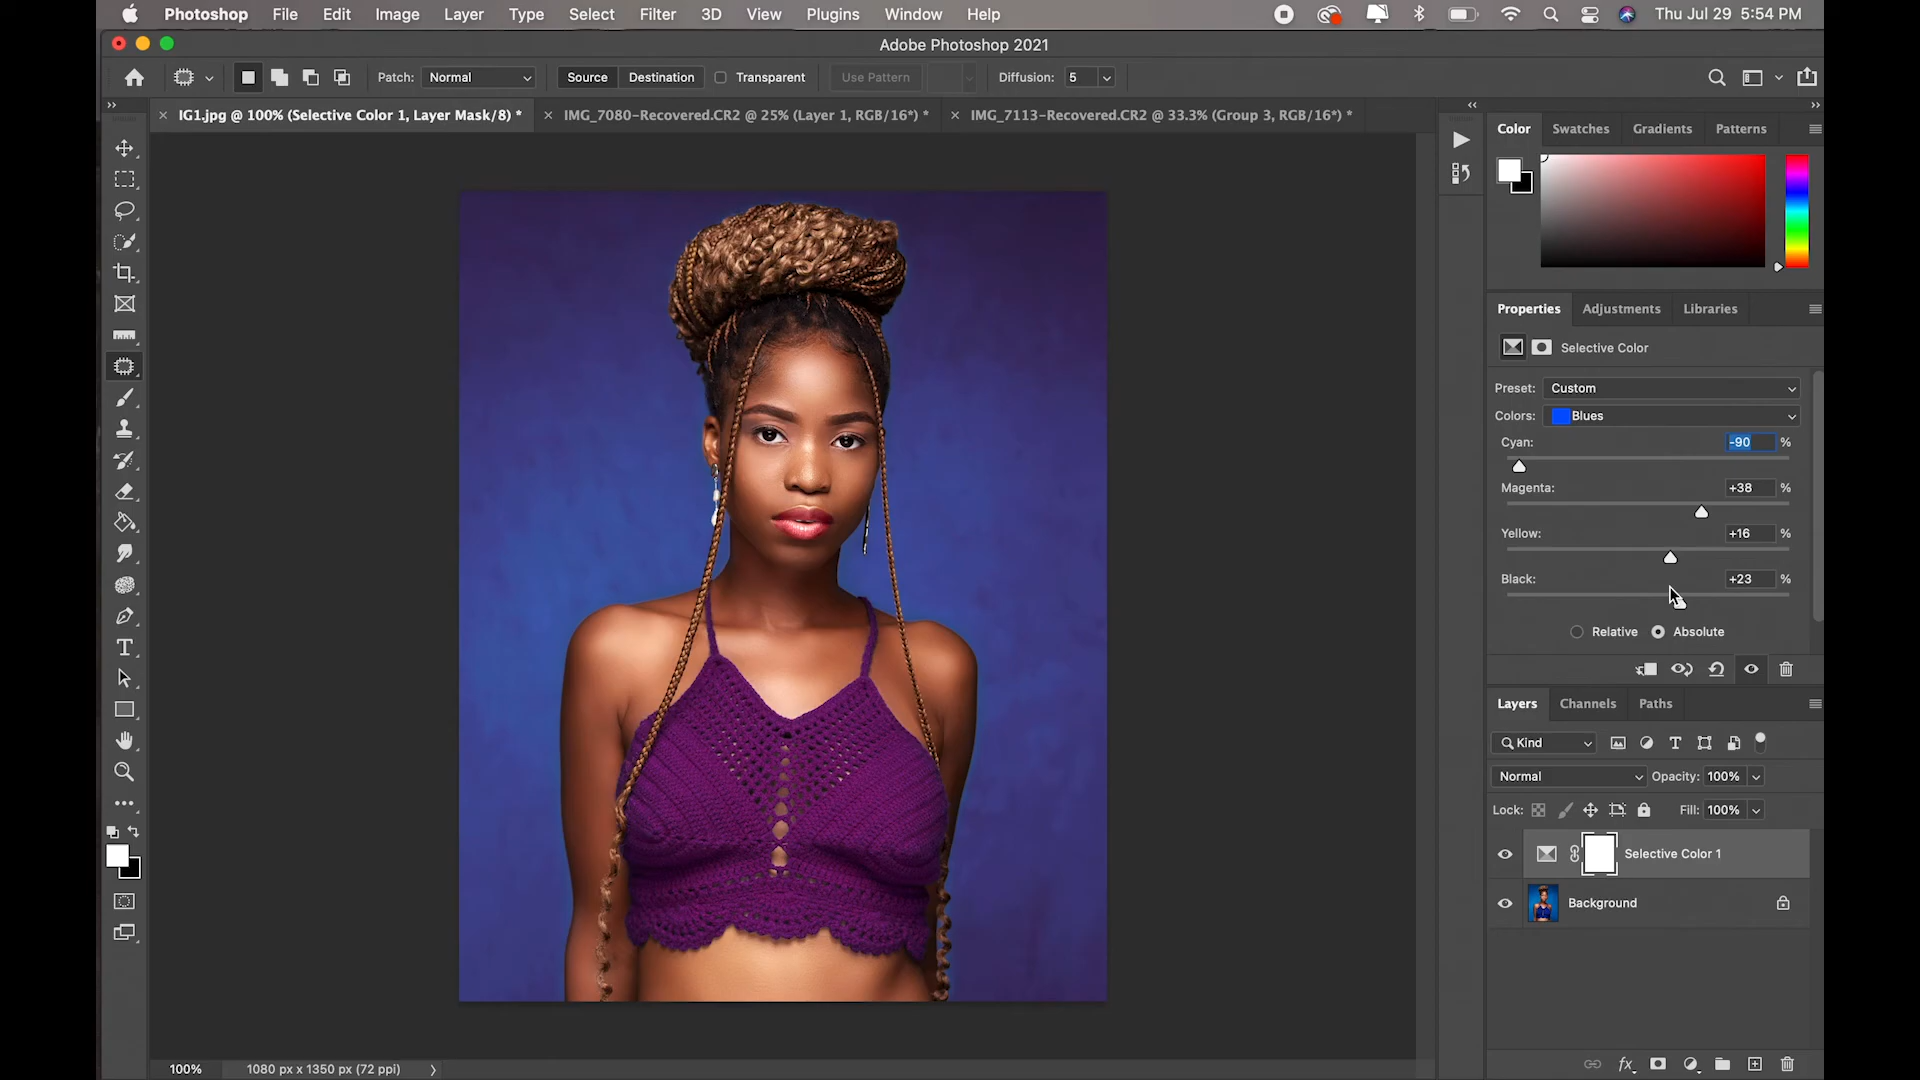 Photoshop File Edit Image Layer Type Select Filter 3D View Plugins Window Help Thu Jul 29 5:54 PM
Adobe Photoshop 2021
Patch: Normal Source Destination Transparent Use Pattern Diffusion: 5
IG1.jpg @ 100% (Selective Color 1, Layer Mask/8) * IMG_7080-Recovered.CR2 @ 25% (Layer 1, RGB/16*) * IMG_7113-Recovered.CR2 @ 33.3% (Group 3, RGB/16*) *
Color Swatches Gradients Patterns
Properties Adjustments Libraries
Selective Color
Preset: Custom
Colors: Blues
Cyan: -90 %
Magenta: +38 %
Yellow: +16 %
Black: +23 %
Relative Absolute
Layers Channels Paths
Kind
Normal Opacity: 100%
Lock: Fill: 100%
Selective Color 1
Background
100% 1080 px x 1350 px (72 ppi)